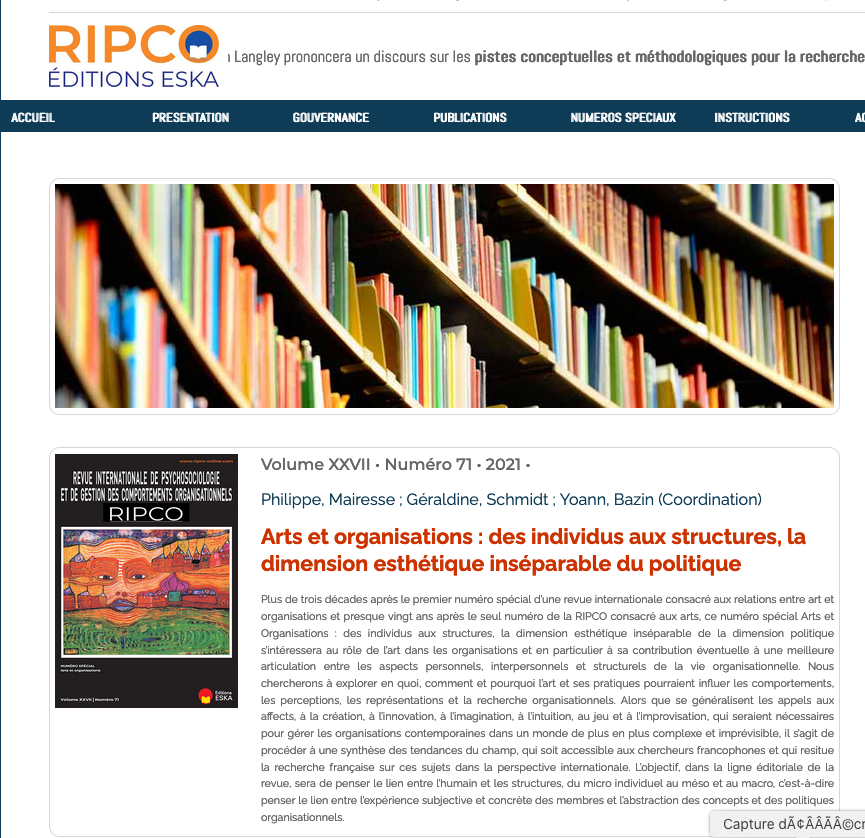 RIPCO
ÉDITIONS ESKA
Langley prononcera un discours sur les pistes conceptuelles et méthodologiques pour la recherche
ACCUEIL PRESENTATION GOUVERNANCE PUBLICATIONS NUMEROS SPECIAUX INSTRUCTIONS
www.ripco-online.com
REVUE INTERNATIONALE DE PSYCHOSOCIOLOGIE
ET DE GESTION DES COMPORTEMENTS ORGANISATIONNELS
RIPCO
NUMÉRO SPÉCIAL
Arts et organisations
Volume XXVII | Numéro 71
Éditions
ESKA
Volume XXVII • Numéro 71 • 2021 •
Philippe, Mairesse ; Géraldine, Schmidt ; Yoann, Bazin (Coordination)
Arts et organisations : des individus aux structures, la
dimension esthétique inséparable du politique
Plus de trois décades après le premier numéro spécial d'une revue internationale consacré aux relations entre art et
organisations et presque vingt ans après le seul numéro de la RIPCO consacré aux arts, ce numéro spécial Arts et
Organisations : des individus aux structures, la dimension esthétique inséparable de la dimension politique
s'intéressera au rôle de l'art dans les organisations et en particulier à sa contribution éventuelle à une meilleure
articulation entre les aspects personnels, interpersonnels et structurels de la vie organisationnelle. Nous
chercherons à explorer en quoi, comment et pourquoi l'art et ses pratiques pourraient influer les comportements,
les perceptions, les représentations et la recherche organisationnels. Alors que se généralisent les appels aux
affects, à la création, à l'innovation, à l'imagination, à l'intuition, au jeu et à l'improvisation, qui seraient nécessaires
pour gérer les organisations contemporaines dans un monde de plus en plus complexe et imprévisible, il s'agit de
procéder à une synthèse des tendances du champ, qui soit accessible aux chercheurs francophones et qui resitue
la recherche française sur ces sujets dans la perspective internationale. L'objectif, dans la ligne éditoriale de la
revue, sera de penser le lien entre l'humain et les structures, du micro individuel au méso et au macro, c'est-à-dire
penser le lien entre l'expérience subjective et concrète des membres et l'abstraction des concepts et des politiques
organisationnels.
Capture dÃ¢ÂÂÃÂ©cr